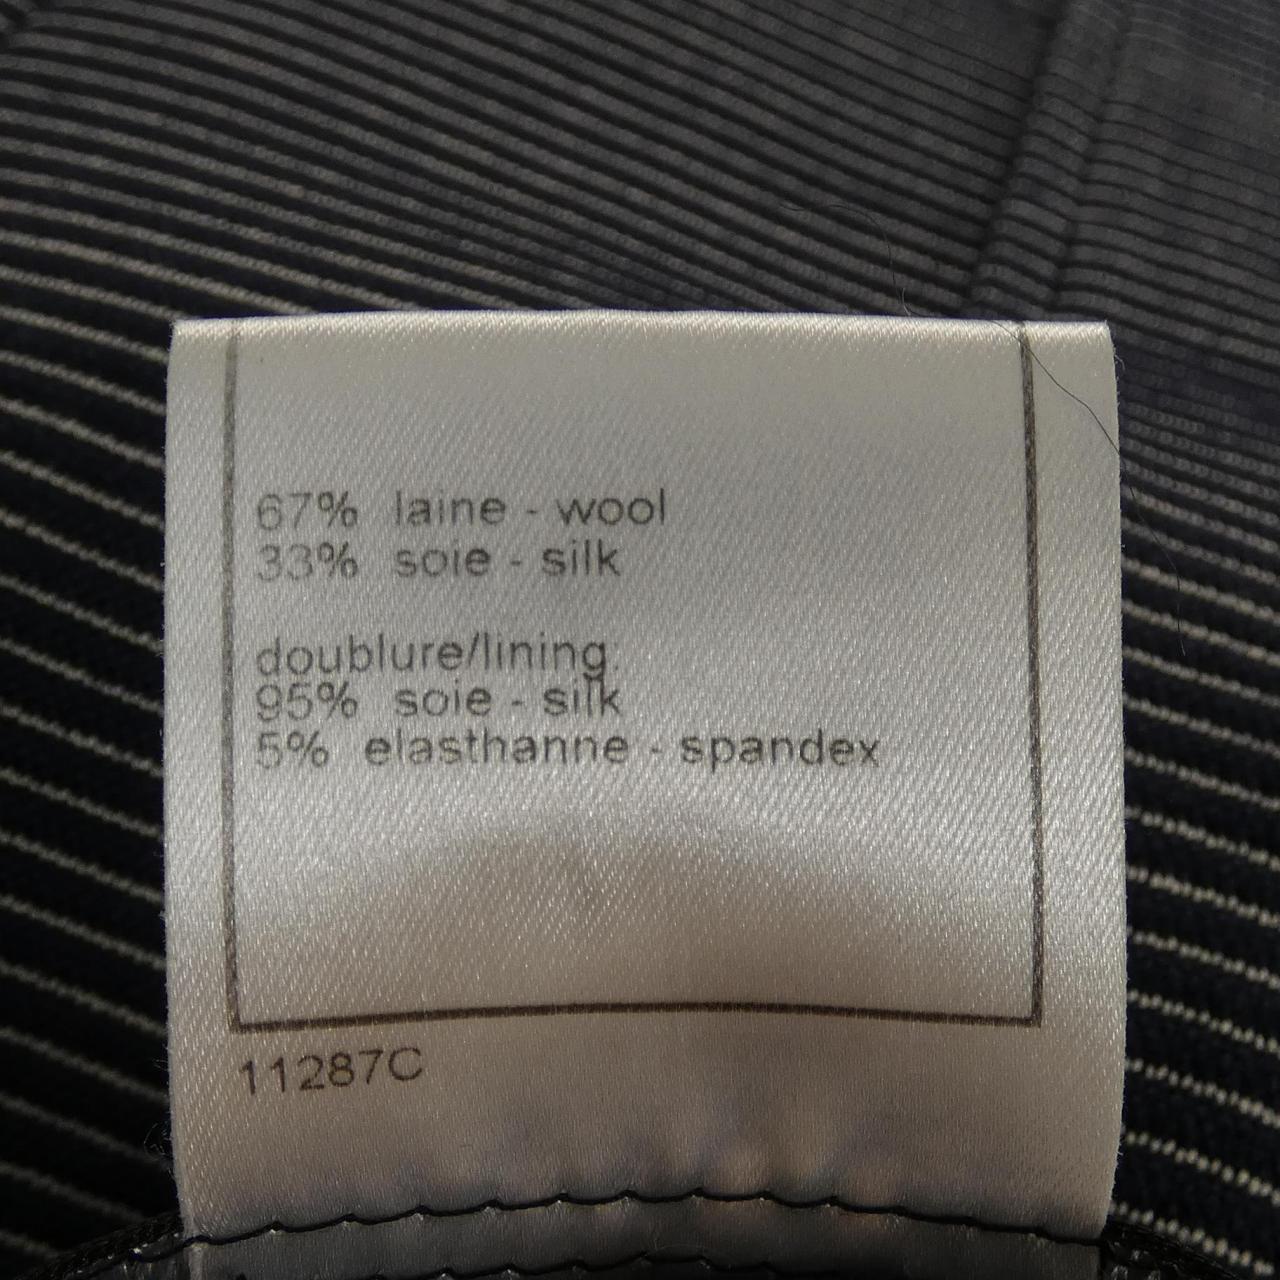 67% laine - wool
33% soie - silk
doublure/lining.
95% soie - silk
5% elasthanne - spandex
11287C